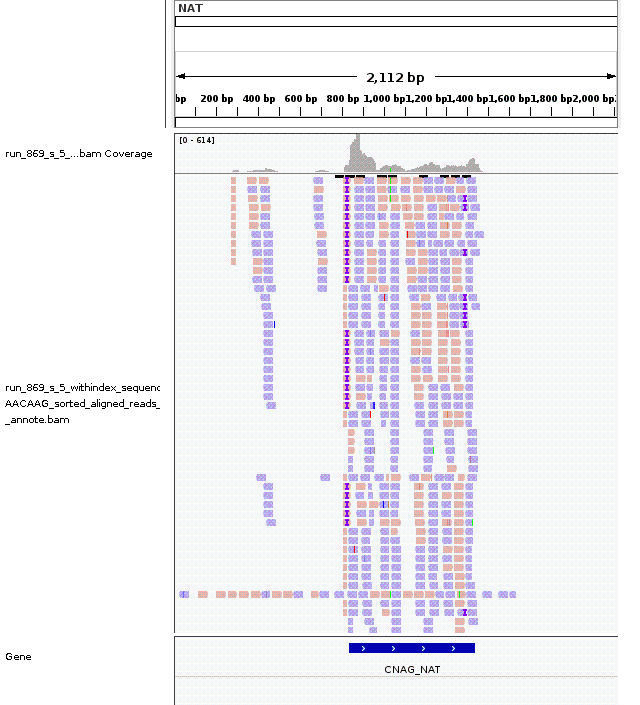 NAT
2,112 bp
bp 200 bp 400 bp 600 bp 800 bp 1,000 bp 1,200 bp 1,400 bp 1,600 bp 1,800 bp 2,000 bp
[0 - 614]
run_869_s_5_...bam Coverage
run_869_s_5_withindex_sequenc
AACAAG_sorted_aligned_reads_
_annote.bam
Gene
CNAG_NAT